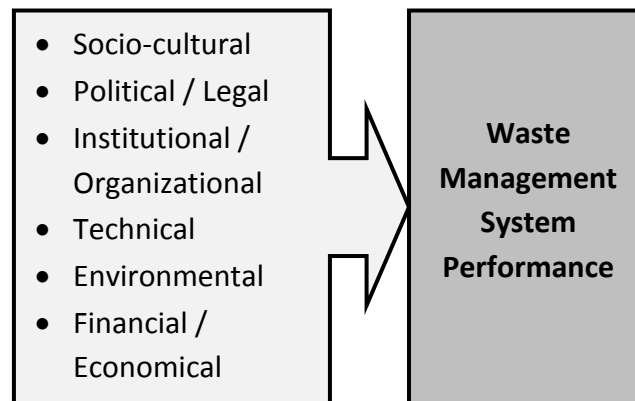 • Socio-cultural
• Political / Legal
• Institutional /
Organizational
• Technical
• Environmental
• Financial /
Economical
Waste
Management
System
Performance